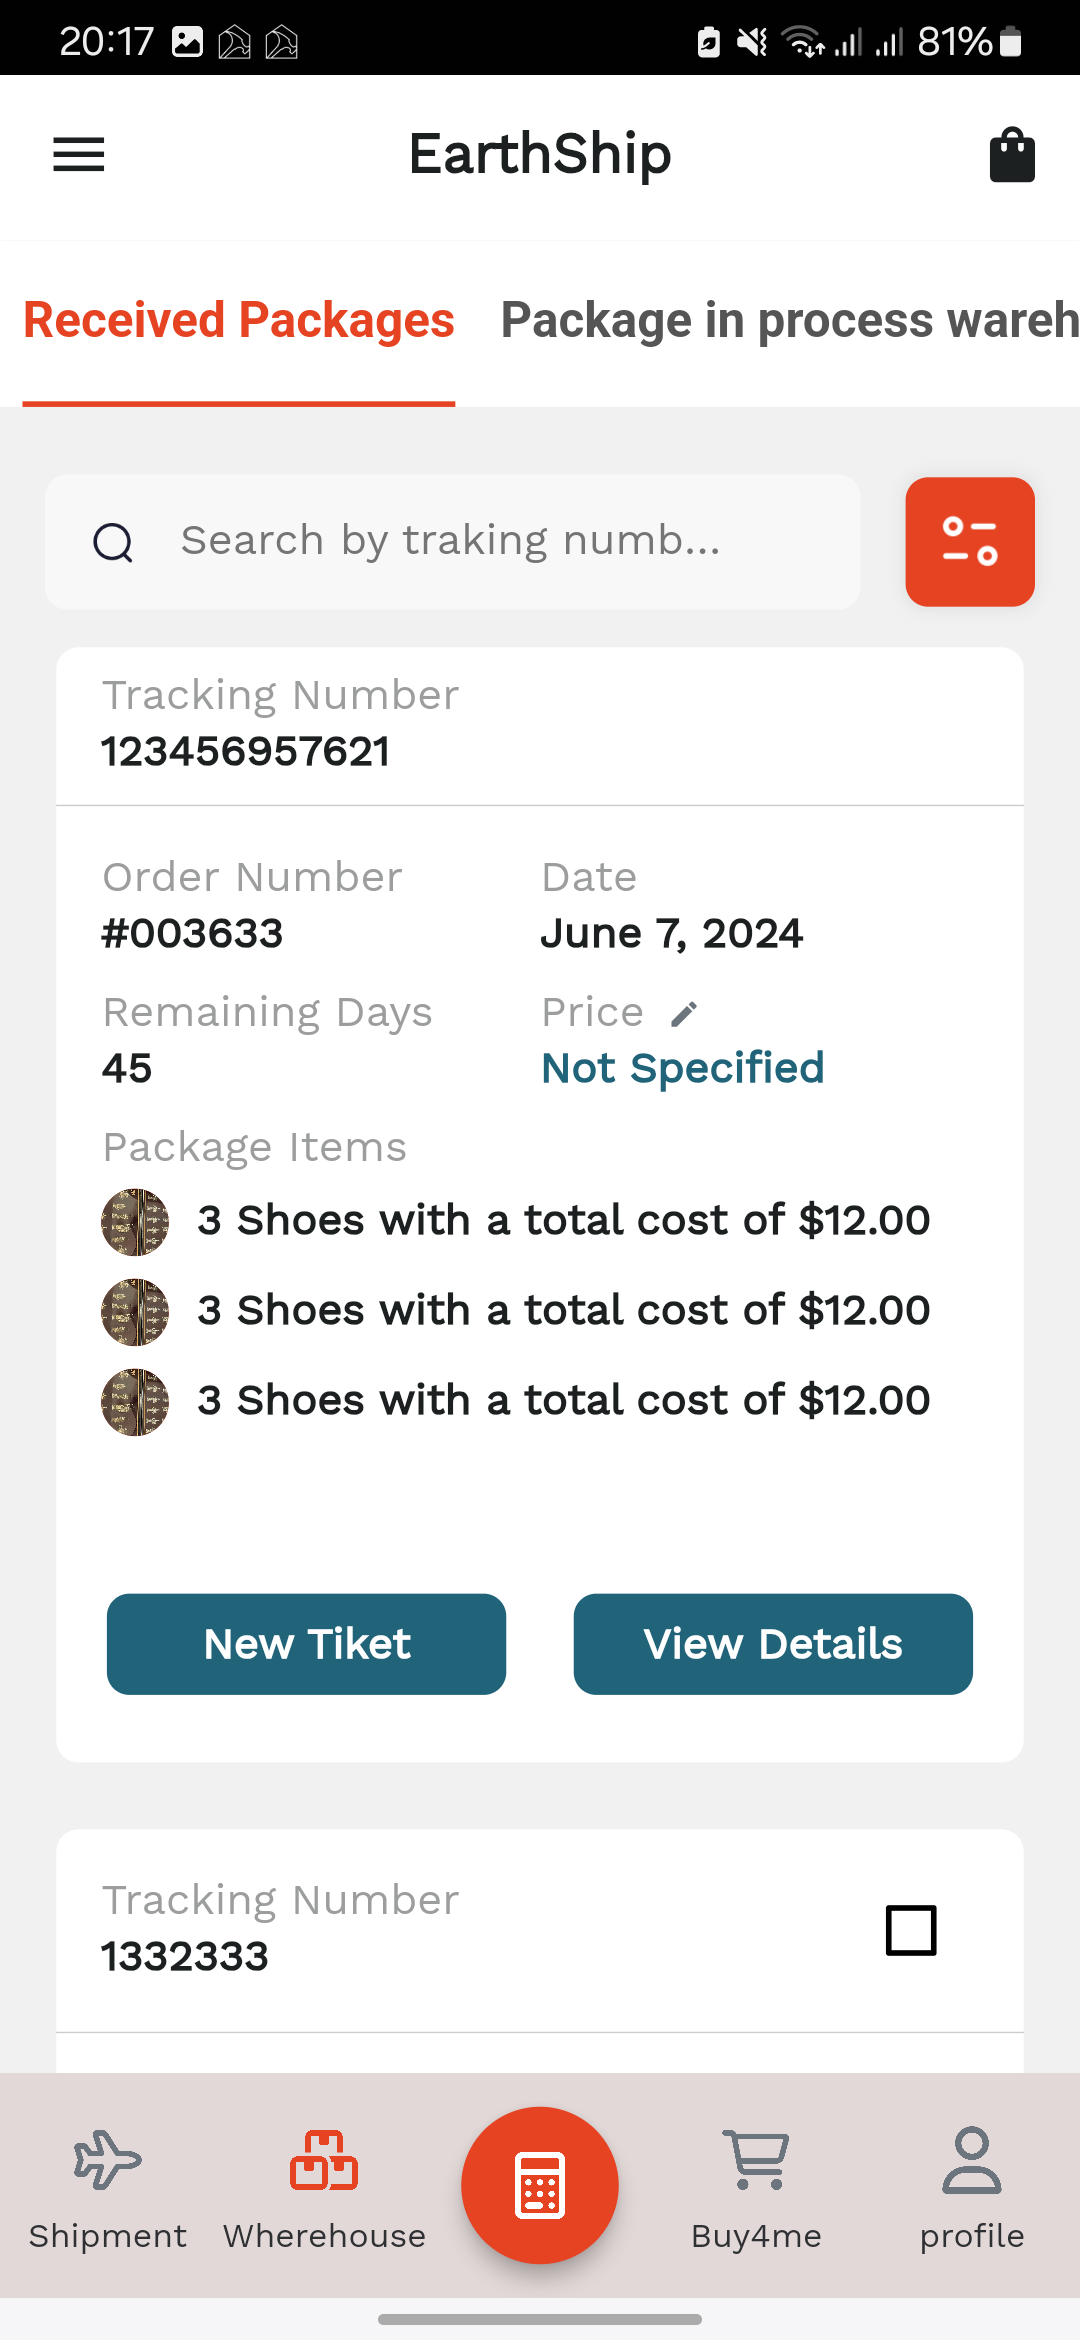 20:17 81%
EarthShip
Received Packages Package in process wareh
Search by traking numb...
Tracking Number
123456957621
Order Number Date
#003633 June 7, 2024
Remaining Days Price
45 Not Specified
Package Items
3 Shoes with a total cost of $12.00
3 Shoes with a total cost of $12.00
3 Shoes with a total cost of $12.00
New Tiket View Details
Tracking Number
1332333
Shipment Wherehouse Buy4me profile